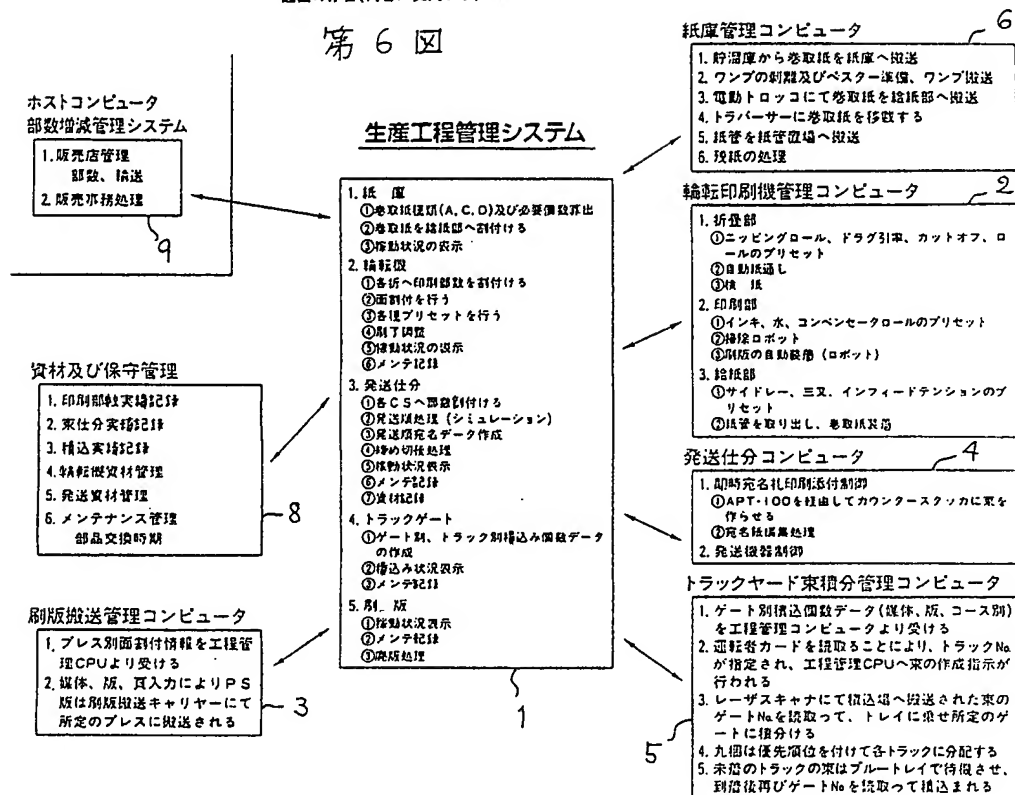 第6図
ホストコンピュータ
部数増減管理システム
1. 販売店管理
部数、輸送
2. 販売事務処理
9
資材及び保守管理
1. 印刷部数実績記録
2. 束仕分実績記録
3. 積込実績記録
4. 輪転機資材管理
5. 発送資材管理
6. メンテナンス管理
部品交換時期
8
刷版搬送管理コンピュータ
1. プレス別面割付情報を工程管
理CPUより受ける
2. 媒体、版、頁入力によりPS
版は刷版搬送キャリヤーにて
所定のプレスに搬送される
3
生産工程管理システム
1. 紙 庫
①巻取紙種類(A, C, D)及び必要個数算出
②巻取紙を給紙部へ割付ける
③稼動状況の表示
2. 輪転機
①各折へ印刷部数を割付ける
②面割付を行う
③各種プリセットを行う
④刷了調整
⑤稼動状況の表示
⑥メンテ記録
3. 発送仕分
①各CSへ部数割付ける
②発送順処理 (シミュレーション)
③発送順宛名データ作成
④締め切後処理
⑤稼動状況表示
⑥メンテ記録
⑦資材記録
4. トラックゲート
①ゲート別、トラック別積込み個数データ
の作成
②積込み状況表示
③メンテ記録
5. 刷 版
①稼動状況表示
②メンテ記録
③廃版処理
1
紙庫管理コンピュータ
6
1. 貯溜庫から巻取紙を紙庫へ搬送
2. ワンプの剥離及びペスター準備、ワンプ搬送
3. 電動トロッコにて巻取紙を給紙部へ搬送
4. トラバーサーに巻取紙を移載する
5. 紙管を紙管置場へ搬送
6. 残紙の処理
輪転印刷機管理コンピュータ
2
1. 折畳部
①ニッピングロール、ドラグ引率、カットオフ、ロ
ールのプリセット
②自動紙通し
③検 紙
2. 印刷部
①インキ、水、コンペンセータロールのプリセット
②掃除ロボット
③刷版の自動装着 (ロボット)
3. 給紙部
①サイドレー、三又、インフィードテンションのプ
リセット
②紙管を取り出し、巻取紙装着
発送仕分コンピュータ
4
1. 即時宛名札印刷添付制御
①APT-100を経由してカウンタースタッカに束を
作らせる
②宛名紙編集処理
2. 発送機器制御
トラックヤード束積分管理コンピュータ
1. ゲート別積込個数データ(媒体、版、コース別)
を工程管理コンピュータより受ける
2. 運転者カードを読取ることにより、トラックNo.
が指定され、工程管理CPUへ束の作成指示が
行われる
3. レーザスキャナにて積込場へ搬送された束の
ゲートNo.を読取って、トレイに乗せ所定のゲ
ートに積分ける
4. 九個は優先順位を付けて各トラックに分配する
5. 未着のトラックの束はプルートレイで待機させ、
到着後再びゲートNo.を読取って積込まれる
5